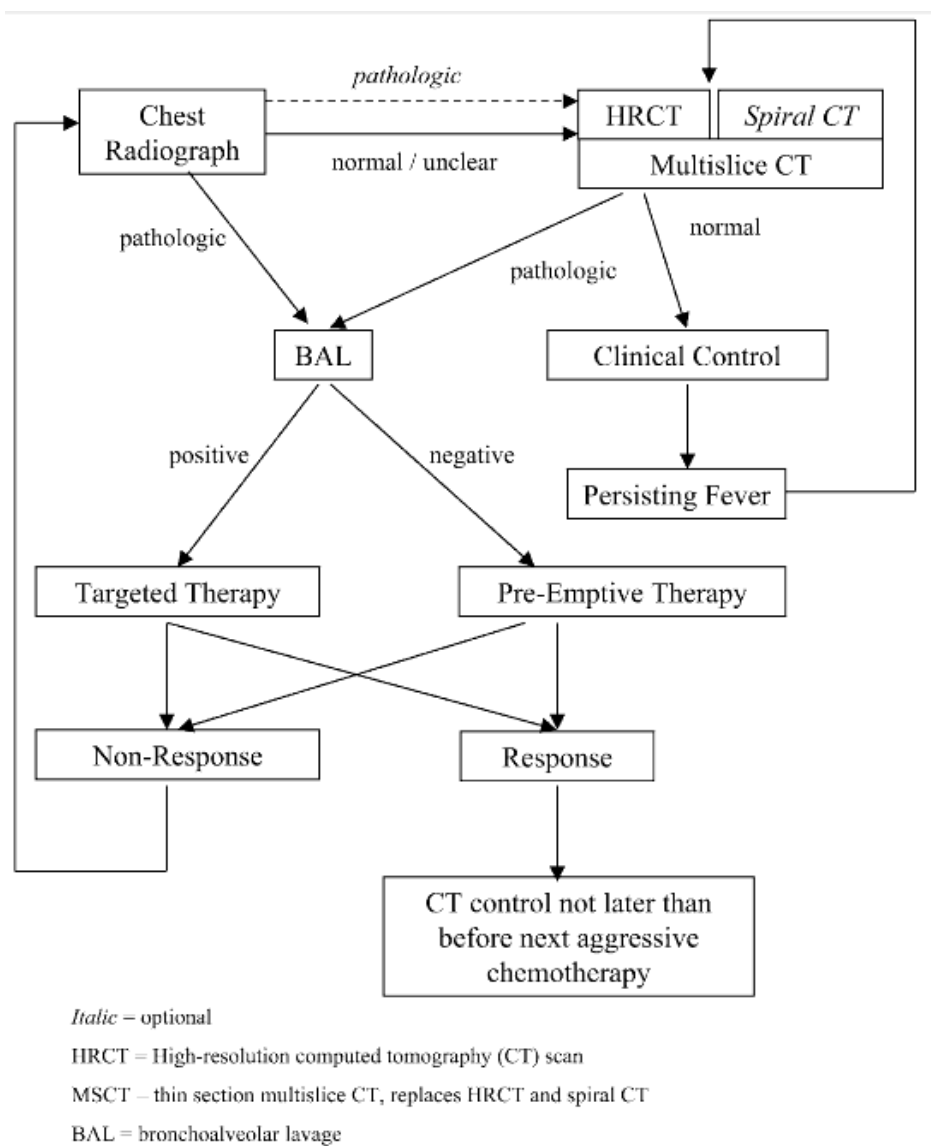 pathologic
Chest
Radiograph
HRCT
Spiral CT
normal / unclear
Multislice CT
pathologic
pathologic
normal
BAL
Clinical Control
positive
negative
Persisting Fever
Targeted Therapy
Pre-Emptive Therapy
Non-Response
Response
CT control not later than
before next aggressive
chemotherapy
Italic = optional
HRCT = High-resolution computed tomography (CT) scan
MSCT – thin section multislice CT, replaces HRCT and spiral CT
BAL = bronchoalveolar lavage